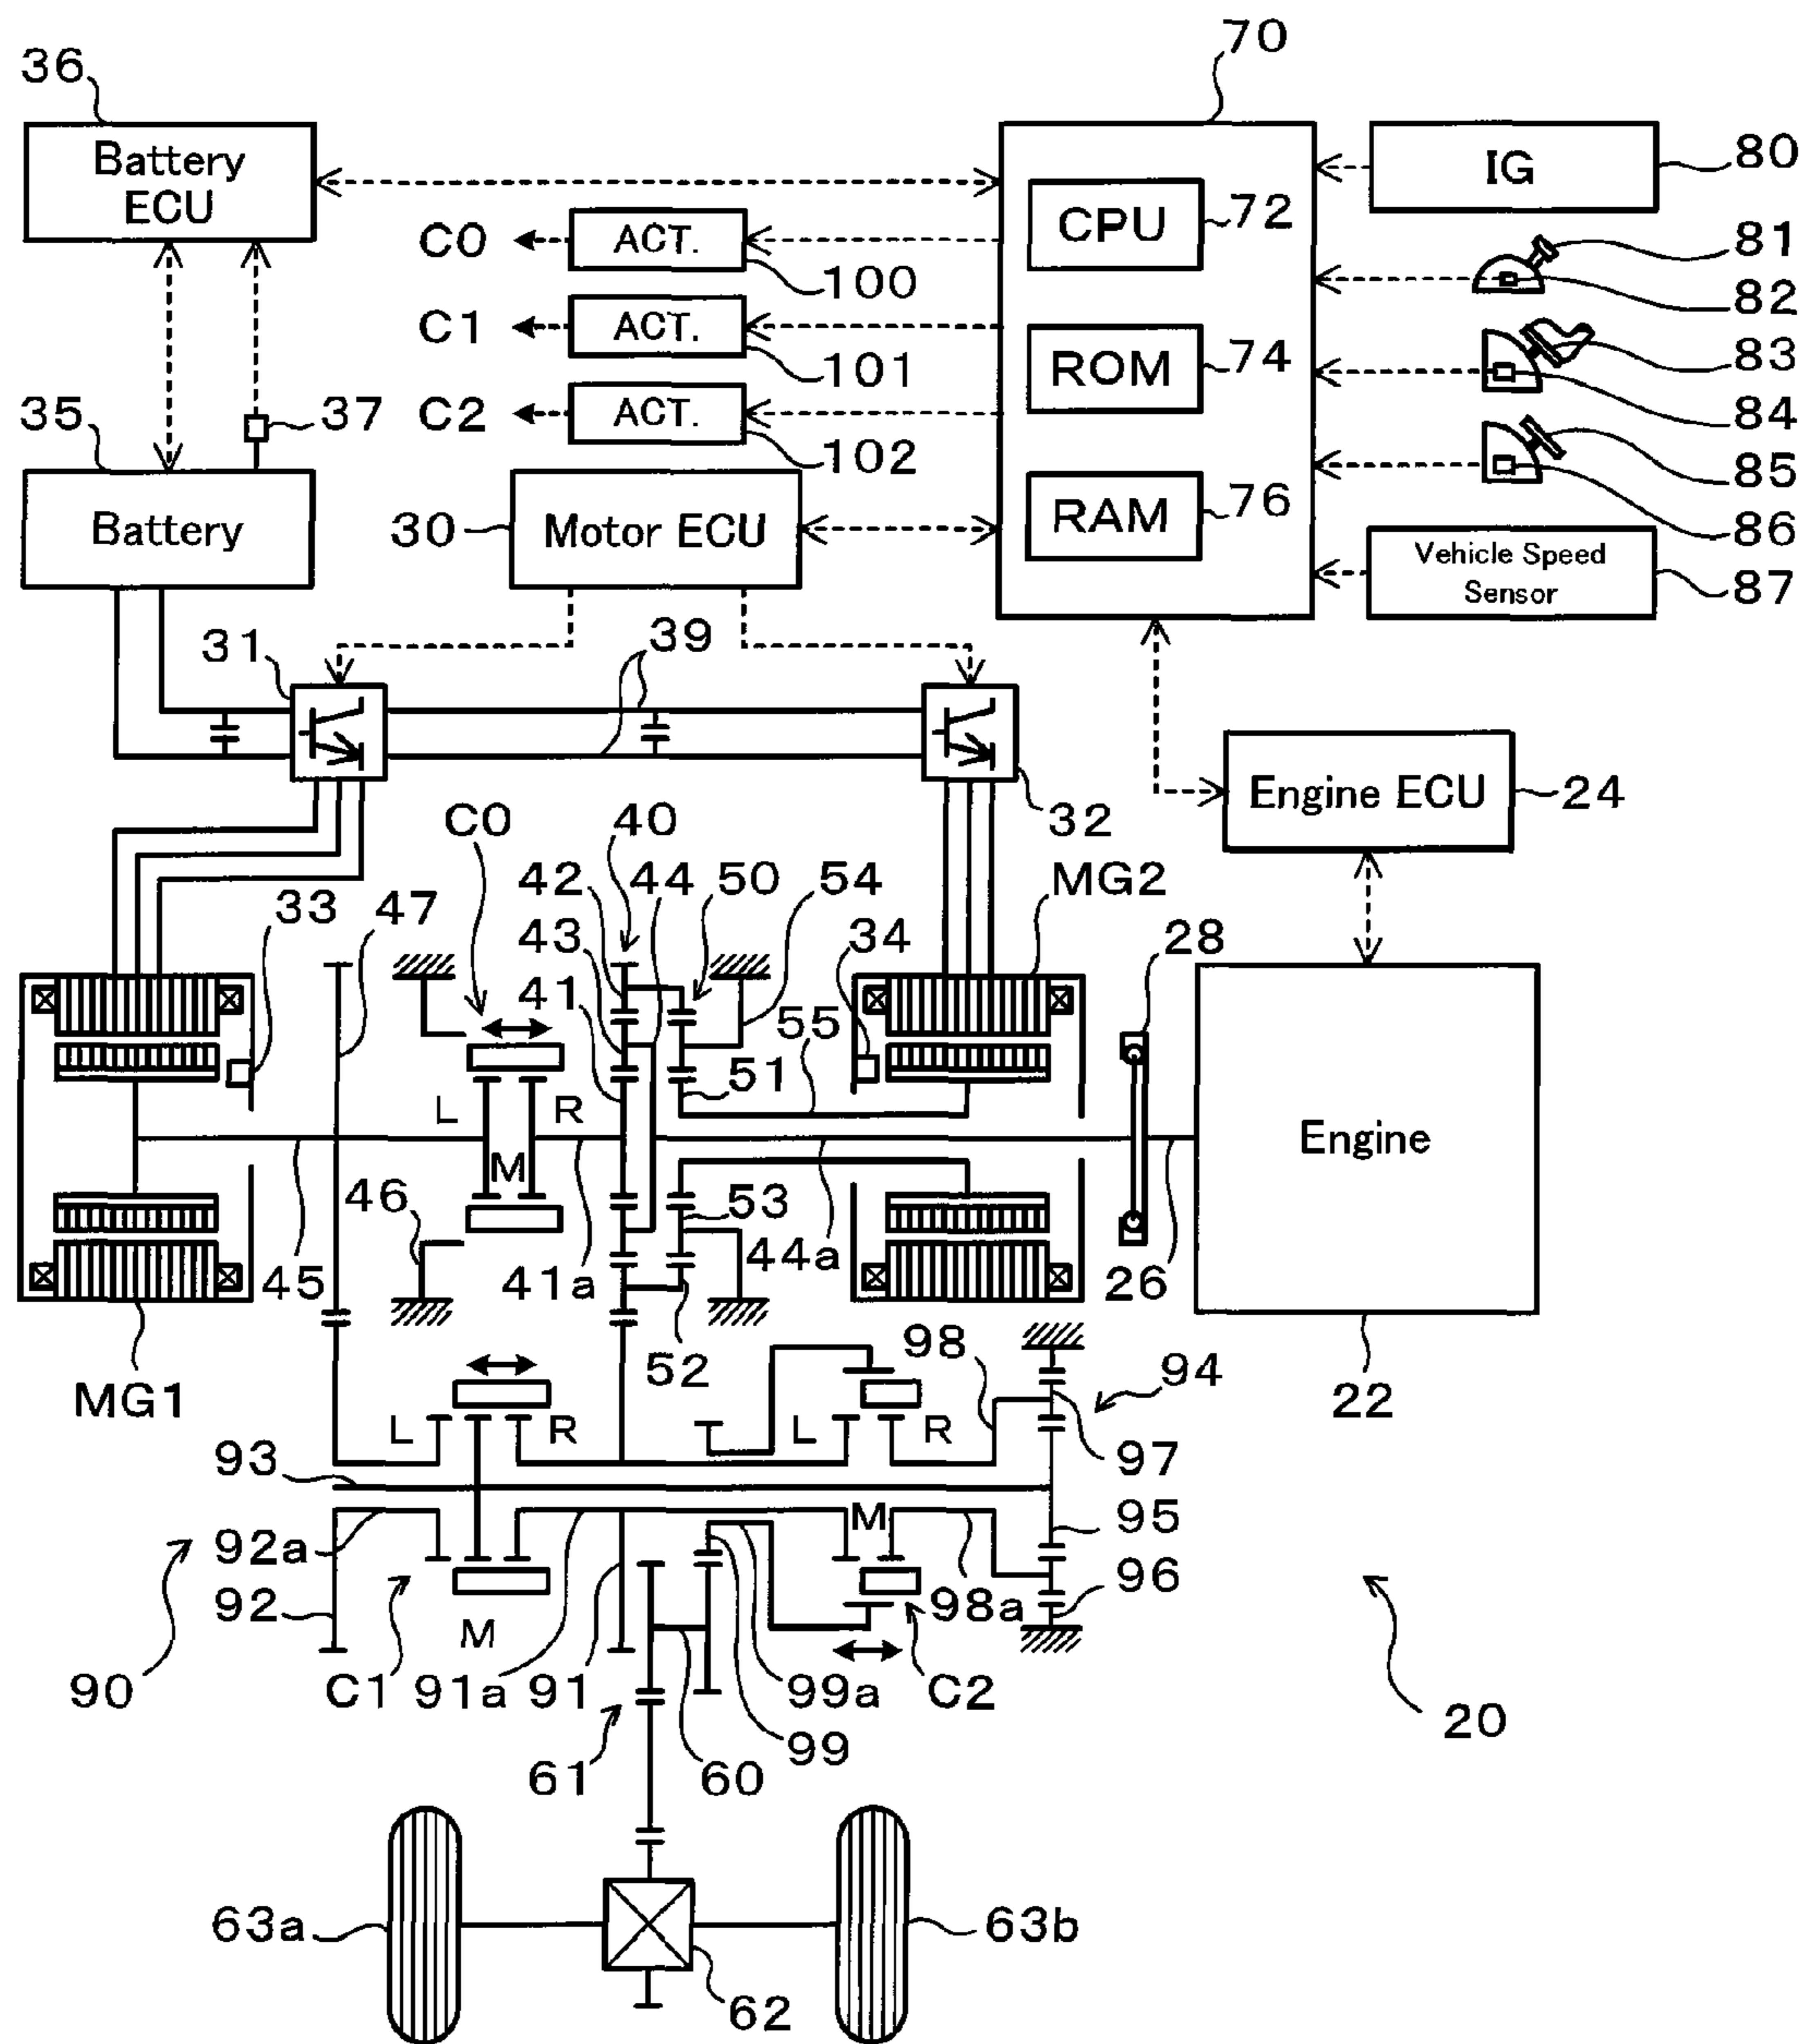 70
36
Battery
ECU
IG
80
CPU
72
C0
ACT.
100
81
82
C1
ACT.
101
ROM
74
83
84
C2
ACT.
102
35
37
85
86
Battery
30
Motor ECU
RAM
76
Vehicle Speed
Sensor
87
31
39
32
Engine ECU
24
C0
40
42
44
50
54
MG2
33
47
43
34
28
41
55
51
L
R
M
Engine
46
53
45
41a
44a
26
52
98
94
MG1
22
L
R
L
R
97
93
M
95
92a
96
92
98a
M
90
C1
91a
91
99a
C2
20
99
61
60
63a
63b
62